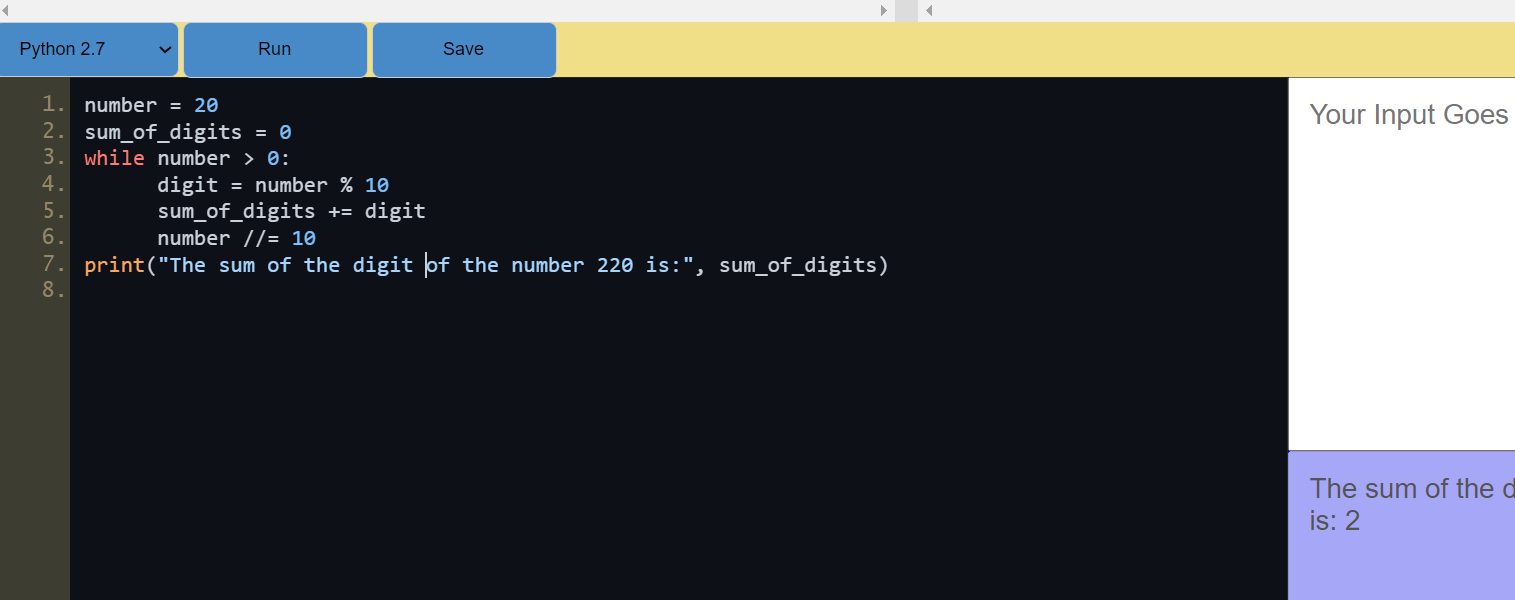 Python 2.7 Run Save
1. number = 20
2. sum_of_digits = 0
3. while number > 0:
4. digit = number % 10
5. sum_of_digits += digit
6. number //= 10
7. print("The sum of the digit of the number 220 is:", sum_of_digits)
8.
Your Input Goes
The sum of the d
is: 2